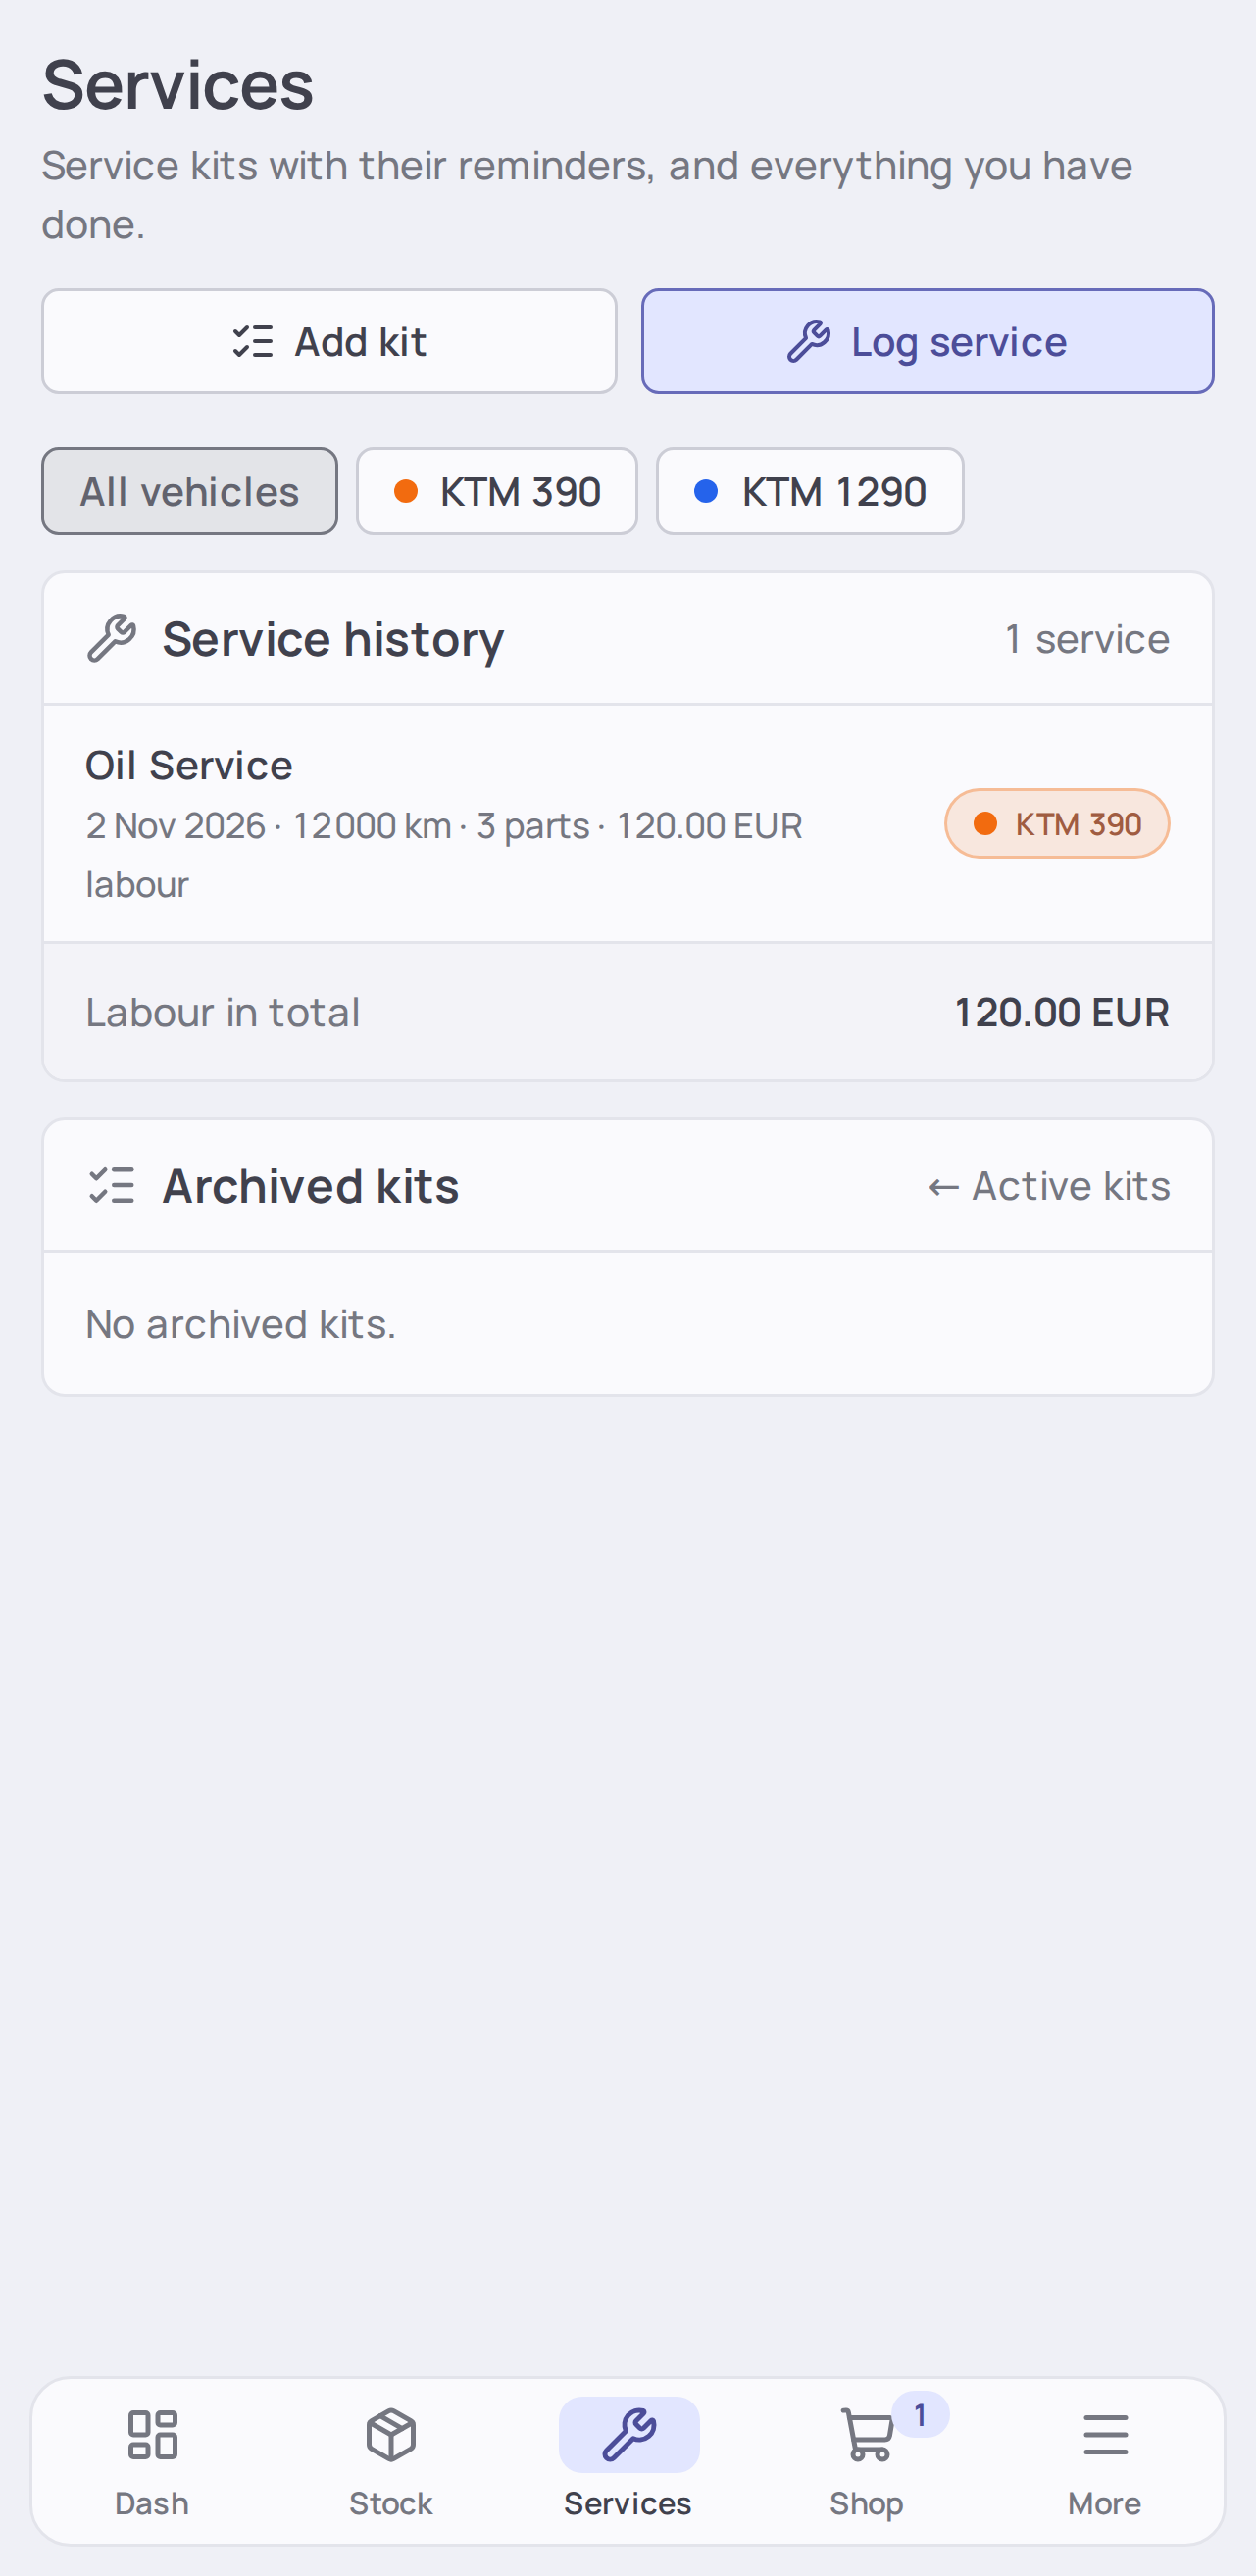 Services
Service kits with their reminders, and everything you have
done.
Add kit
Log service
All vehicles
KTM 390
KTM 1290
Service history
1 service
Oil Service
2 Nov 2026 · 12 000 km · 3 parts · 120.00 EUR
labour
KTM 390
Labour in total
120.00 EUR
Archived kits
← Active kits
No archived kits.
1
Dash
Stock
Services
Shop
More